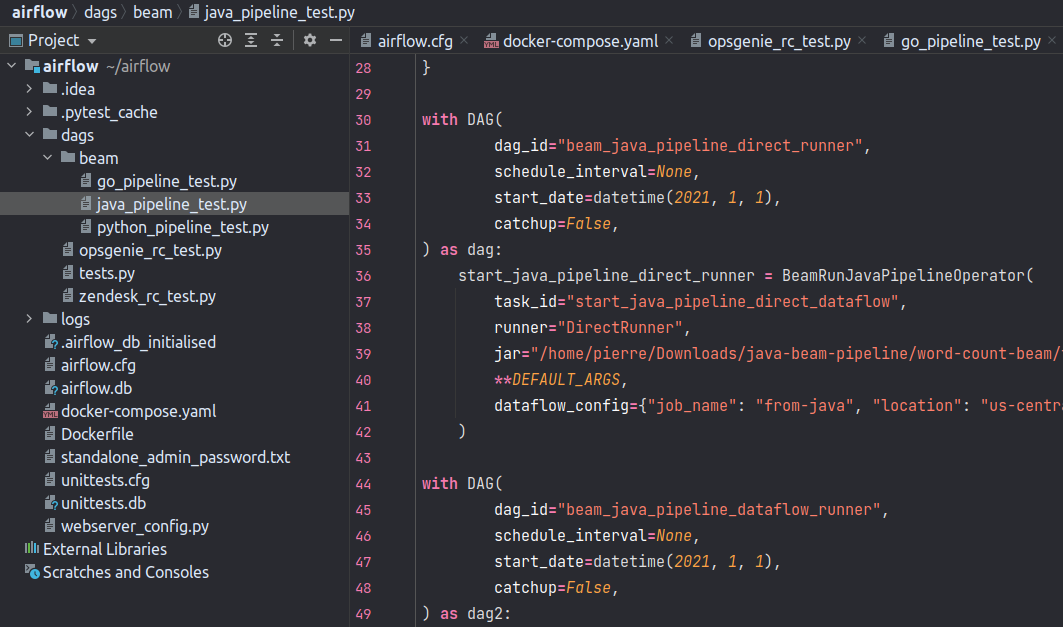 airflow dags beam java_pipeline_test.py
Project
airflow.cfg docker-compose.yaml opsgenie_rc_test.py go_pipeline_test.py
airflow ~/airflow
.idea
.pytest_cache
dags
beam
go_pipeline_test.py
java_pipeline_test.py
python_pipeline_test.py
opsgenie_rc_test.py
tests.py
zendesk_rc_test.py
logs
.airflow_db_initialised
airflow.cfg
airflow.db
docker-compose.yaml
Dockerfile
standalone_admin_password.txt
unittests.cfg
unittests.db
webserver_config.py
External Libraries
Scratches and Consoles
28 }
29
30 with DAG(
31 dag_id="beam_java_pipeline_direct_runner",
32 schedule_interval=None,
33 start_date=datetime(2021, 1, 1),
34 catchup=False,
35 ) as dag:
36 start_java_pipeline_direct_runner = BeamRunJavaPipelineOperator(
37 task_id="start_java_pipeline_direct_dataflow",
38 runner="DirectRunner",
39 jar="/home/pierre/Downloads/java-beam-pipeline/word-count-beam/
40 **DEFAULT_ARGS,
41 dataflow_config={"job_name": "from-java", "location": "us-centr
42 )
43
44 with DAG(
45 dag_id="beam_java_pipeline_dataflow_runner",
46 schedule_interval=None,
47 start_date=datetime(2021, 1, 1),
48 catchup=False,
49 ) as dag2: